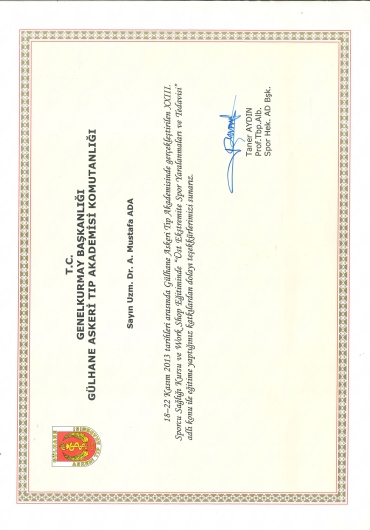 T.C.
GENELKURMAY BAŞKANLIĞI
GÜLHANE ASKERİ TIP AKADEMİSİ KOMUTANLIĞI
Sayın Uzm. Dr. A. Mustafa ADA
18–22 Kasım 2013 tarihleri arasında Gülhane Askeri Tıp Akademisinde gerçekleştirilen XXIII.
Sporcu Sağlığı Kursu ve Work Shop Eğitiminde "Üst Ekstremite Spor Yaralanmaları ve Tedavisi"
adlı konu ile eğitime yaptığınız katkılardan dolayı teşekkürlerimizi sunarız.
Taner AYDIN
Prof.Tbp.Alb.
Spor Hek. AD Bşk.